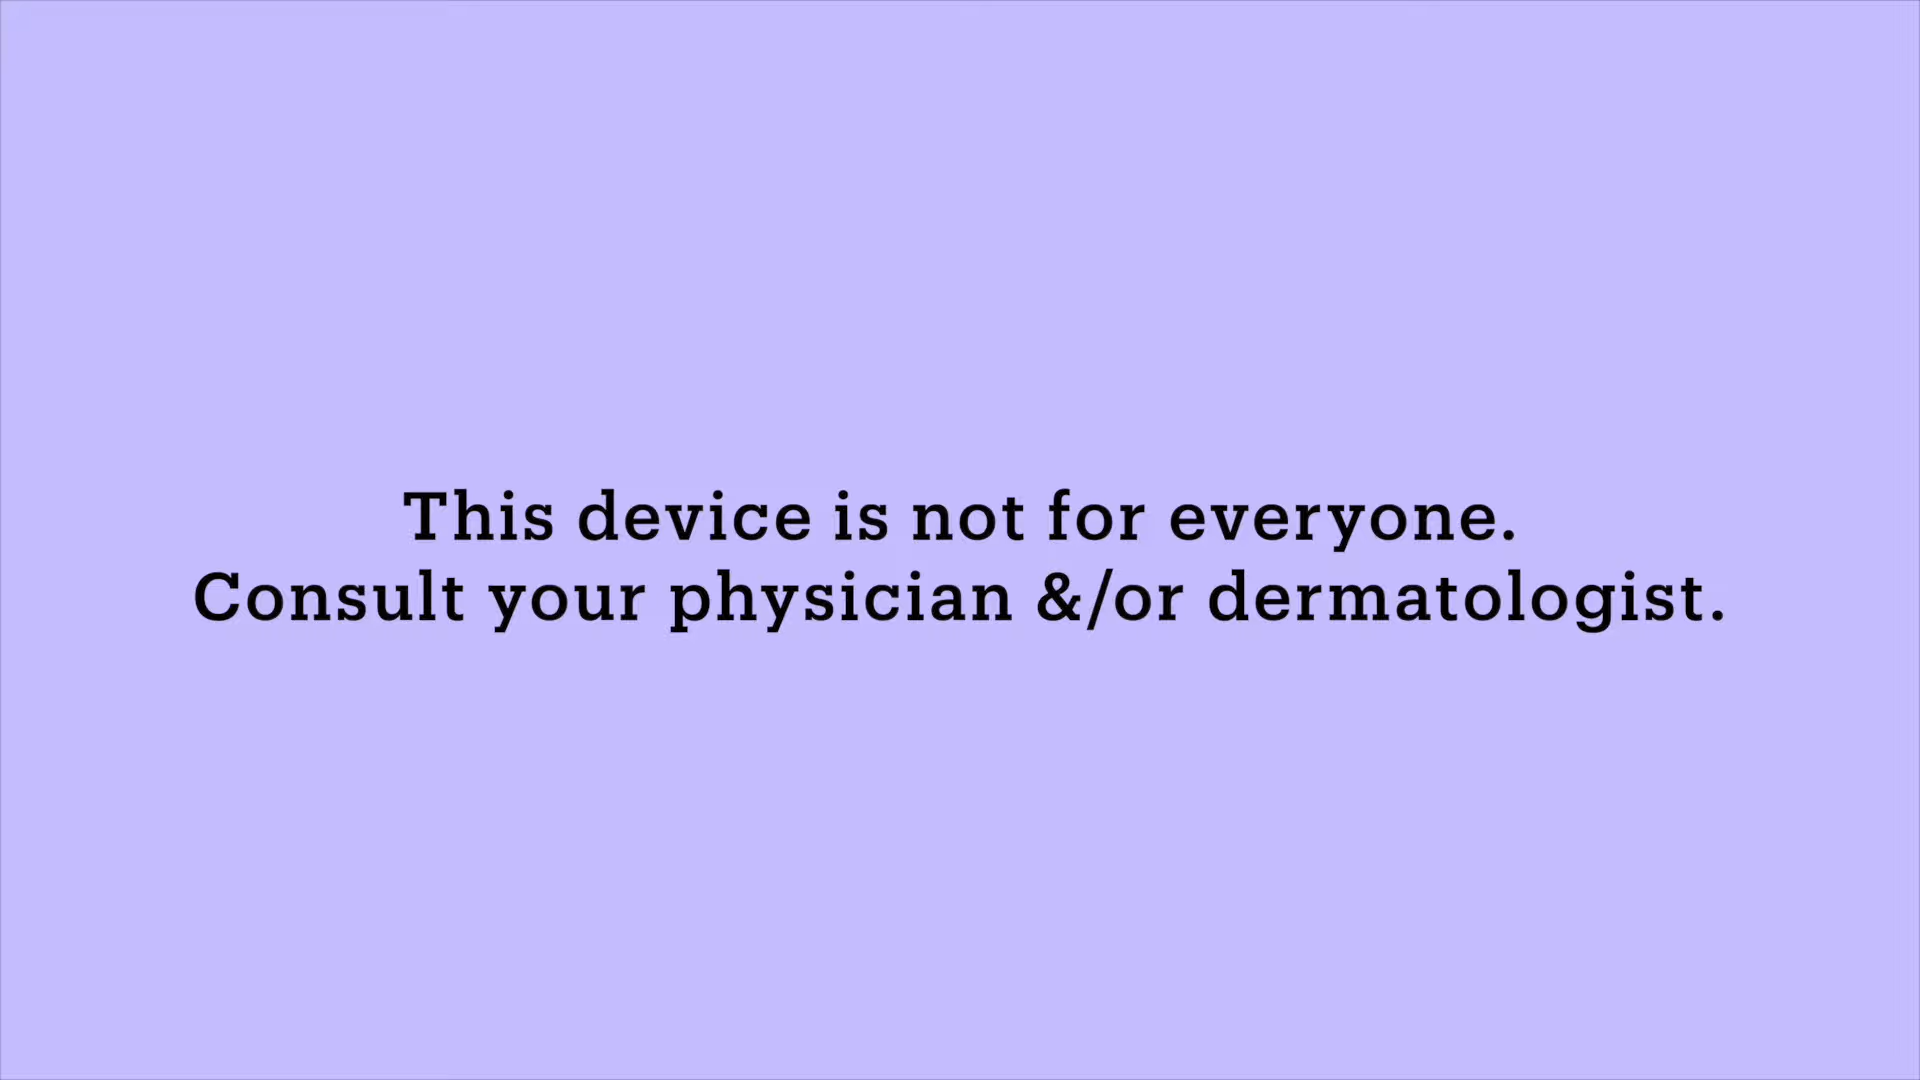 This device is not for everyone.
Consult your physician &/or dermatologist.